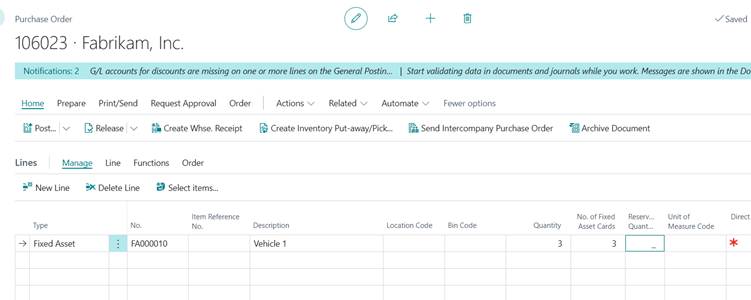 Purchase Order
Saved
106023 · Fabrikam, Inc.
Notifications: 2 G/L accounts for discounts are missing on one or more lines on the General Postin... | Start validating data in documents and journals while you work. Messages are shown in the Do
Home Prepare Print/Send Request Approval Order Actions Related Automate Fewer options
Post... Release Create Whse. Receipt Create Inventory Put-away/Pick... Send Intercompany Purchase Order Archive Document
Lines Manage Line Functions Order
New Line Delete Line Select items...
Type No. Item Reference No. Description Location Code Bin Code Quantity No. of Fixed Asset Cards Reserv... Quant... Unit of Measure Code Direct
Fixed Asset FA000010 Vehicle 1 3 3 _ *